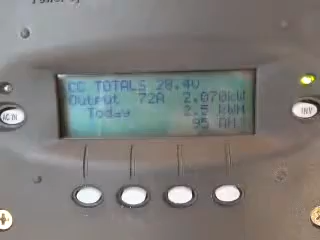 CC TOTALS 28.4V
Output 72A 2.070kW
Today 2.5 kWH
95 AH
AC IN
INV